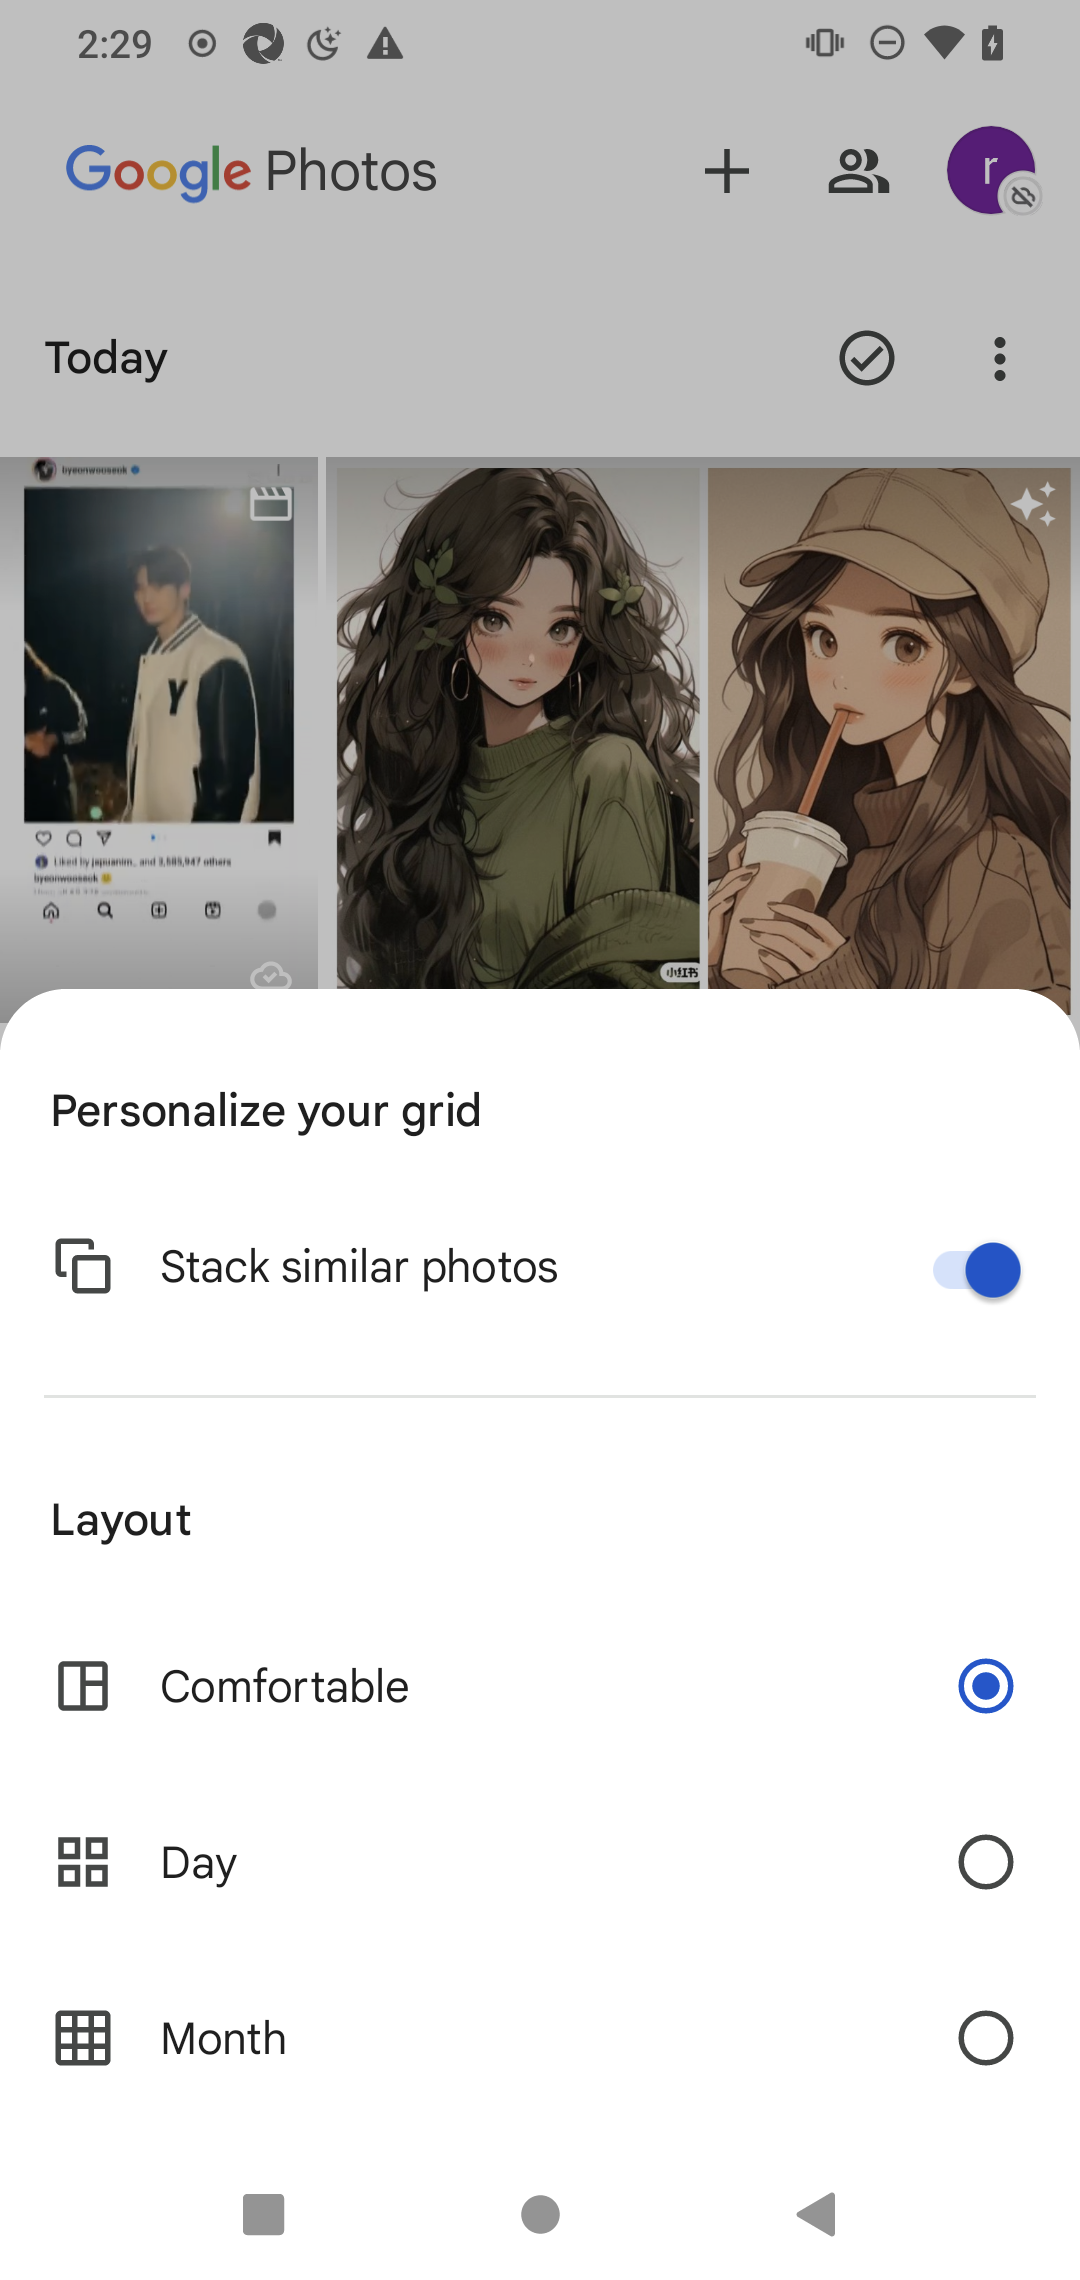 2:29
Google Photos
r
Today
byeonwooseok
Y
小红书
Liked by japuanim_ and 3,585,947 others
byeonwooseok
Personalize your grid
Stack similar photos
Layout
Comfortable
Day
Month